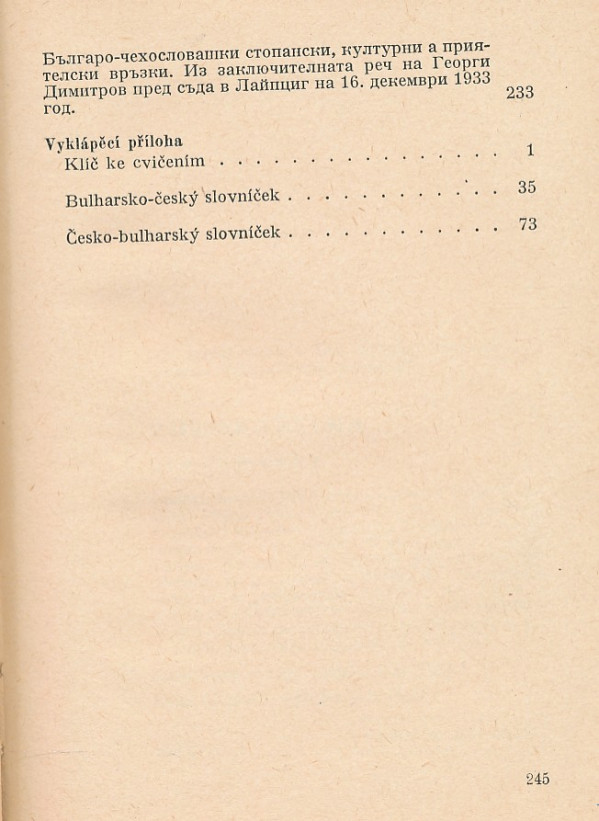 Българо-чехословашки стопански, културни а прия-
телски връзки. Из заключителната реч на Георги
Димитров пред съда в Лайпциг на 16. декември 1933
год. 233
Vyklápěcí příloha
Klíč ke cvičením . . . . . . . . . . . . . . 1
Bulharsko-český slovníček . . . . . . . . . . . 35
Česko-bulharský slovníček . . . . . . . . . . . 73
245